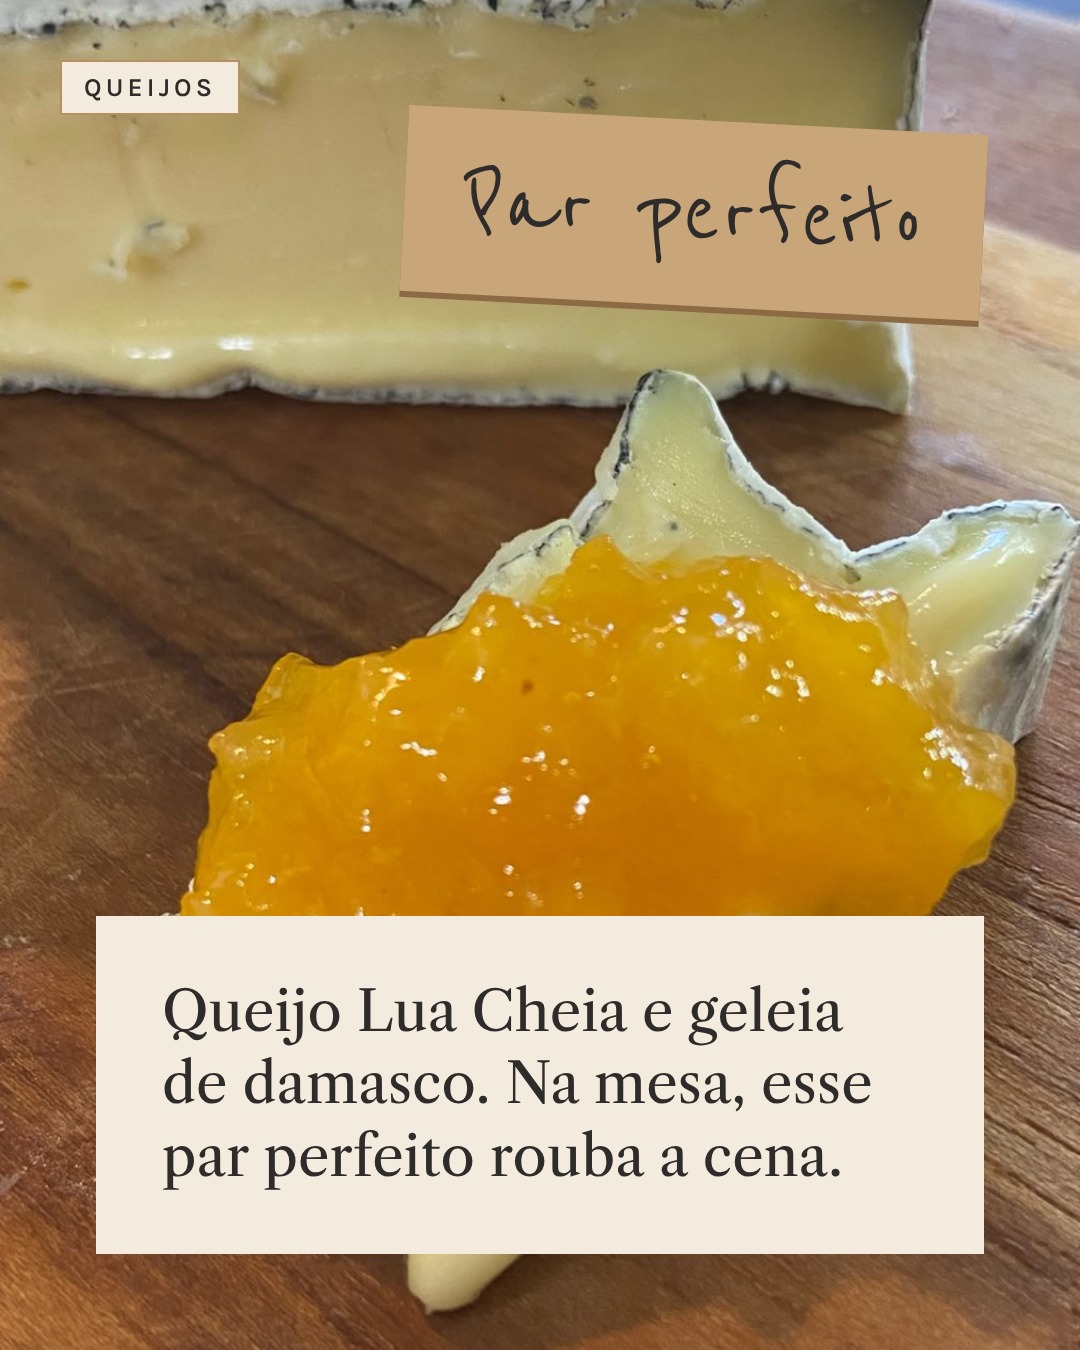 QUEIJOS
Par perfeito
Queijo Lua Cheia e geleia
de damasco. Na mesa, esse
par perfeito rouba a cena.